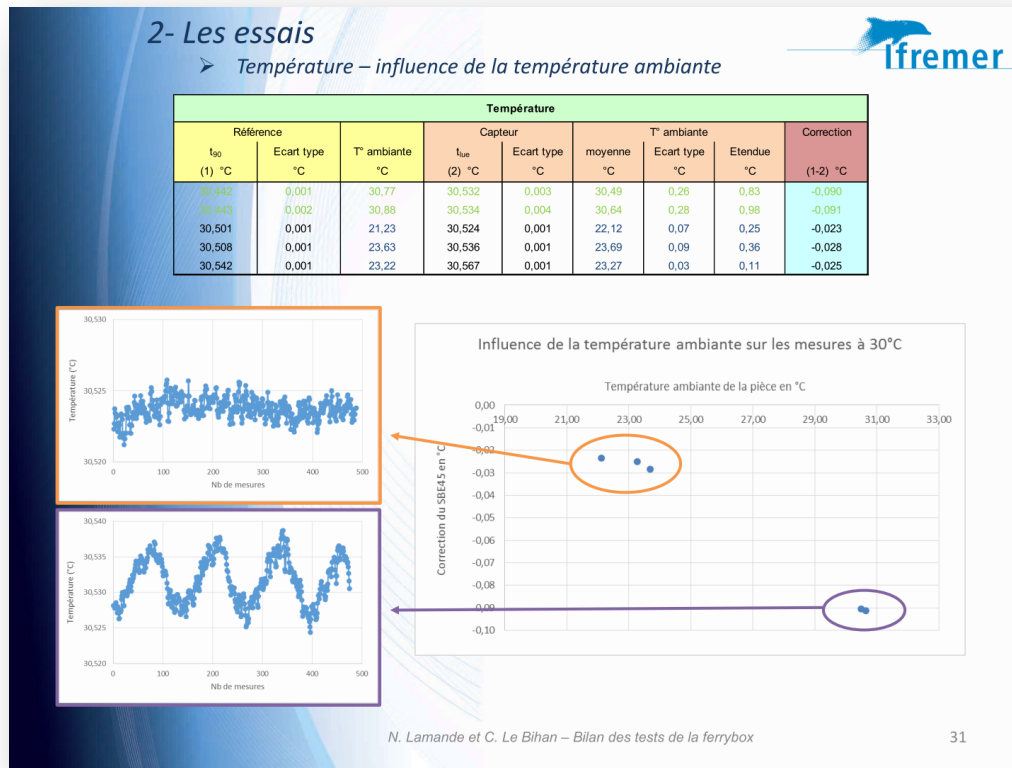 2- Les essais
➢ Température – influence de la température ambiante
Ifremer
Température
Référence Capteur T° ambiante Correction
t90 Ecart type T° ambiante tlue Ecart type moyenne Ecart type Etendue
(1) °C °C °C (2) °C °C °C °C °C (1-2) °C
30,442 0,001 30,77 30,532 0,003 30,49 0,26 0,83 -0,090
30,443 0,002 30,88 30,534 0,004 30,64 0,28 0,98 -0,091
30,501 0,001 21,23 30,524 0,001 22,12 0,07 0,25 -0,023
30,508 0,001 23,63 30,536 0,001 23,69 0,09 0,36 -0,028
30,542 0,001 23,22 30,567 0,001 23,27 0,03 0,11 -0,025
30,530
30,525
30,520
Température (°C)
0 100 200 300 400 500
Nb de mesures
30,540
30,535
30,530
30,525
30,520
Température (°C)
0 100 200 300 400 500
Nb de mesures
Influence de la température ambiante sur les mesures à 30°C
Température ambiante de la pièce en °C
19,00 21,00 23,00 25,00 27,00 29,00 31,00 33,00
0,00
-0,01
-0,02
-0,03
-0,04
-0,05
-0,06
-0,07
-0,08
-0,09
-0,10
Correction du SBE45 en °C
N. Lamande et C. Le Bihan – Bilan des tests de la ferrybox
31